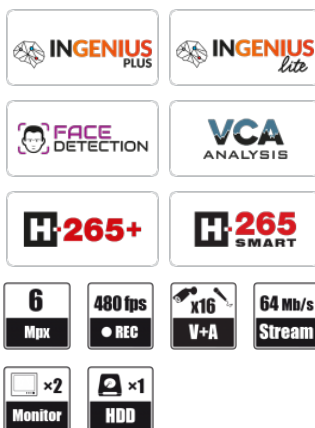 INGENIUS
PLUS
INGENIUS
lite
FACE
DETECTION
VCA
ANALYSIS
H·265+
H·265
SMART
6
Mpx
480 fps
● REC
x16
V+A
64 Mb/s
Stream
×2
Monitor
×1
HDD